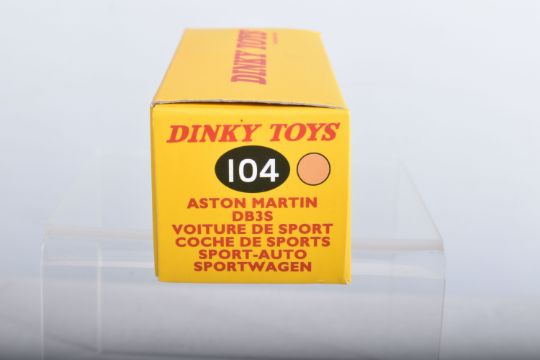 DINKY TOYS
DINKY TOYS
104
ASTON MARTIN
DB3S
VOITURE DE SPORT
COCHE DE SPORTS
SPORT-AUTO
SPORTWAGEN